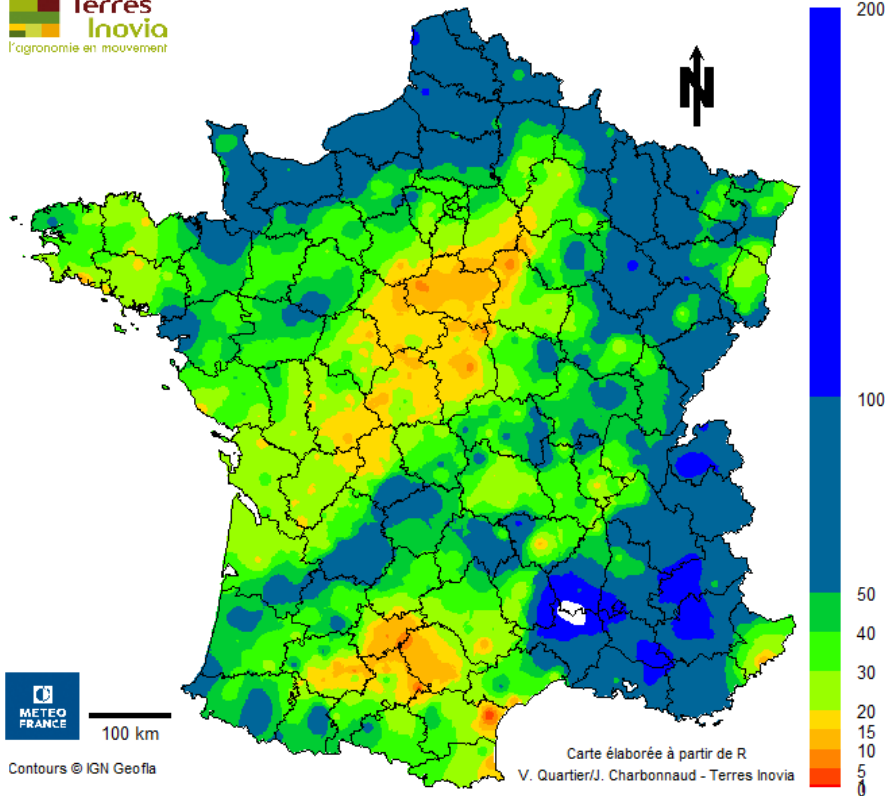 Terres
Inovia
l'agronomie en mouvement
N
200
100
50
40
30
20
15
10
5
1
0
METEO
FRANCE
100 km
Contours © IGN Geofla
Carte élaborée à partir de R
V. Quartier/J. Charbonnaud - Terres Inovia